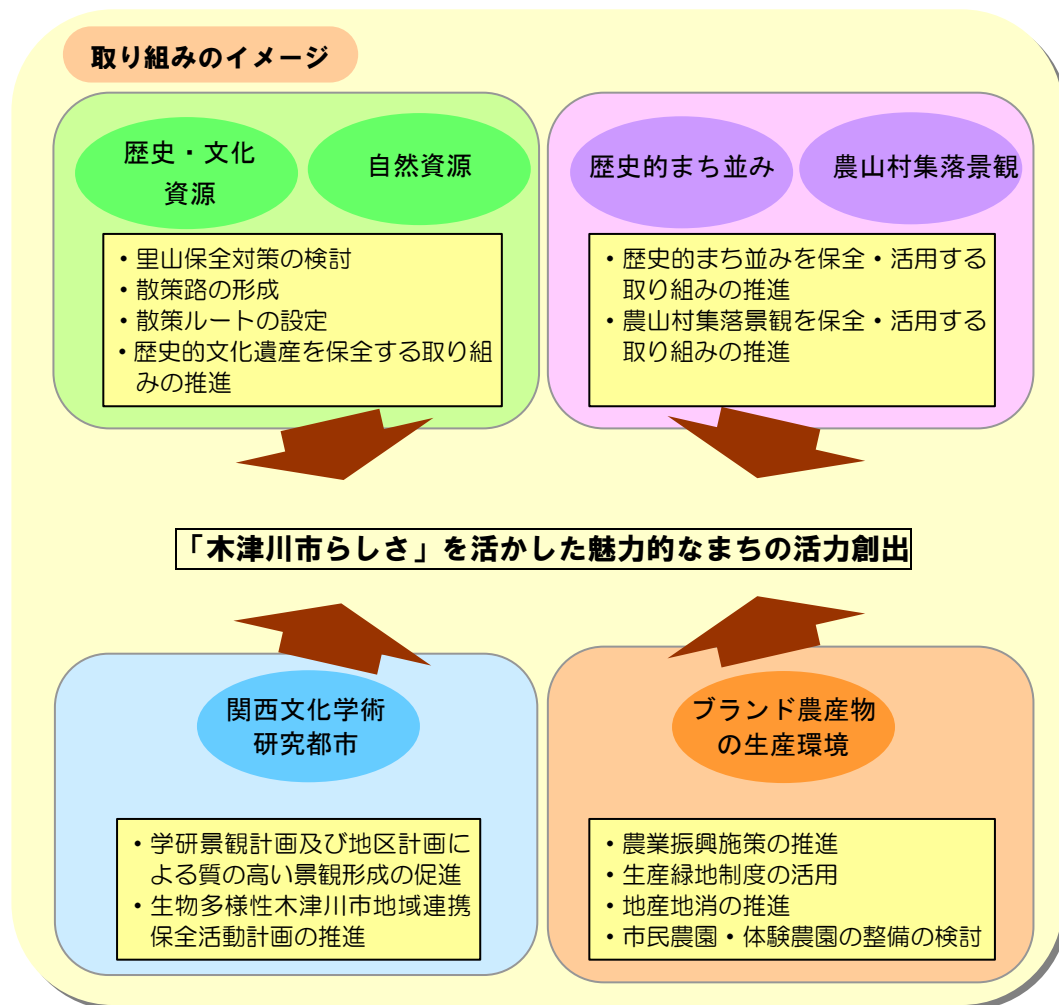 取り組みのイメージ
歴史・文化
資源
自然資源
・里山保全対策の検討
・散策路の形成
・散策ルートの設定
・歴史的文化遺産を保全する取り組
みの推進
歴史的まち並み
農山村集落景観
・歴史的まち並みを保全・活用する
取り組みの推進
・農山村集落景観を保全・活用する
取り組みの推進
「木津川市らしさ」を活かした魅力的なまちの活力創出
関西文化学術
研究都市
・学研景観計画及び地区計画に
よる質の高い景観形成の促進
・生物多様性木津川市地域連携
保全活動計画の推進
ブランド農産物
の生産環境
・農業振興施策の推進
・生産緑地制度の活用
・地産地消の推進
・市民農園・体験農園の整備の検討